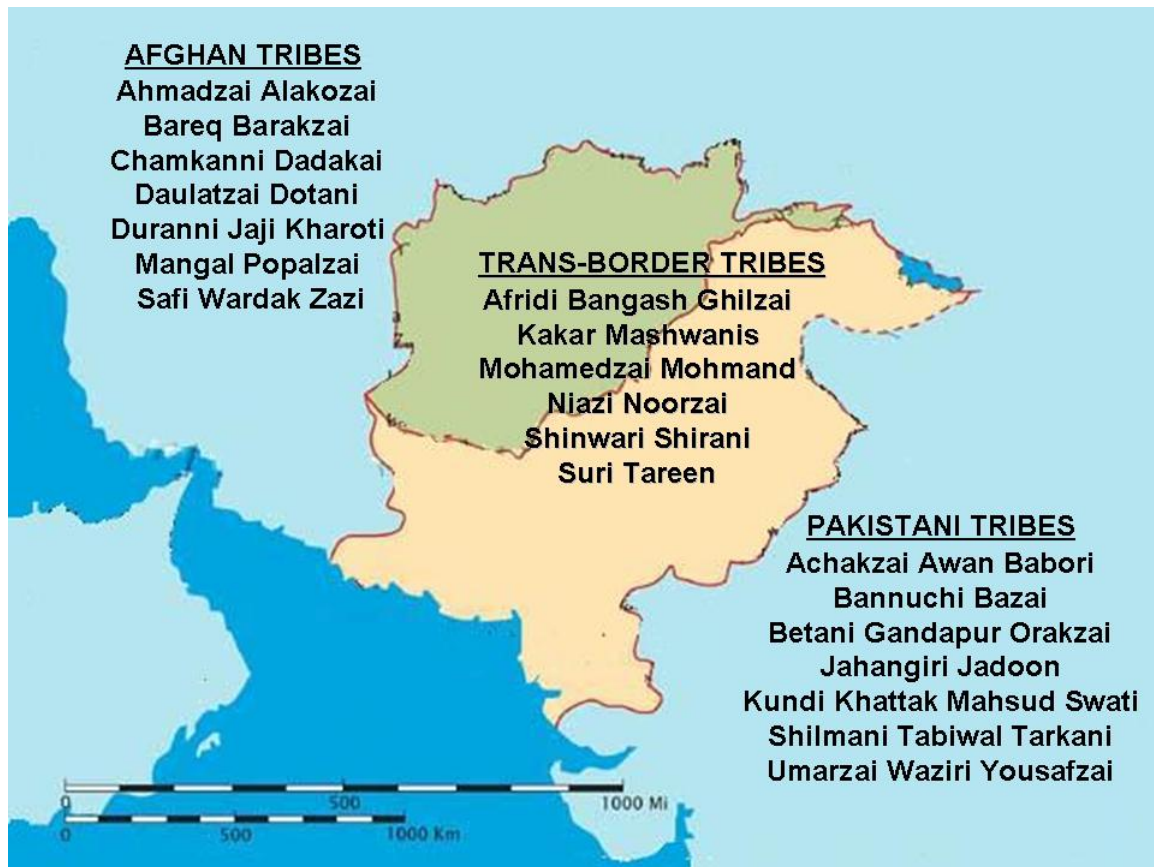 AFGHAN TRIBES
Ahmadzai Alakozai
Bareq Barakzai
Chamkanni Dadakai
Daulatzai Dotani
Duranni Jaji Kharoti
Mangal Popalzai
Safi Wardak Zazi
TRANS-BORDER TRIBES
Afridi Bangash Ghilzai
Kakar Mashwanis
Mohamedzai Mohmand
Niazi Noorzai
Shinwari Shirani
Suri Tareen
PAKISTANI TRIBES
Achakzai Awan Babori
Bannuchi Bazai
Betani Gandapur Orakzai
Jahangiri Jadoon
Kundi Khattak Mahsud Swati
Shilmani Tabiwal Tarkani
Umarzai Waziri Yousafzai
0 500 1000 Mi
0 500 1000 Km